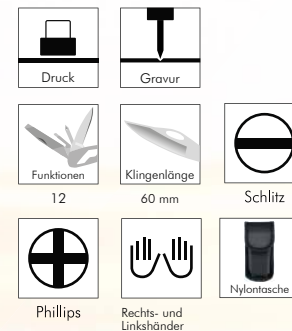 Druck
Gravur
Funktionen
12
Klingenlänge
60 mm
Schlitz
Phillips
Rechts- und
Linkshänder
Nylontasche